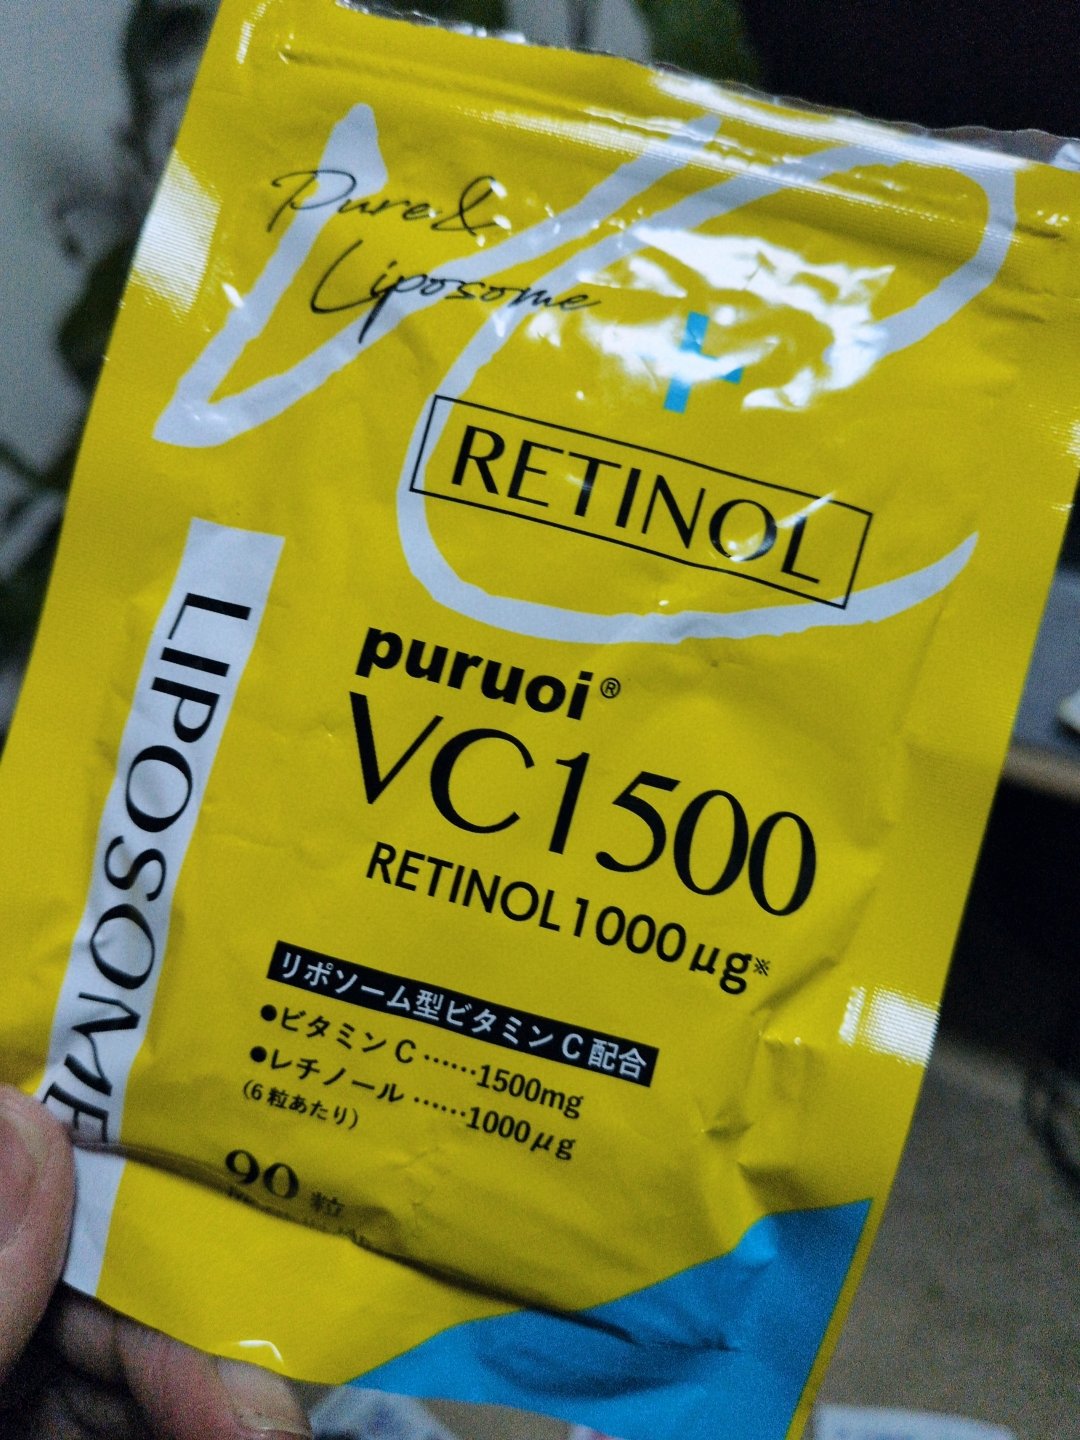 Pure &
Liposome
+
RETINOL
LIPOSOME
puruoi®
VC1500
RETINOL 1000μg※
リポソーム型ビタミンC配合
●ビタミンC……1500mg
●レチノール……1000μg
(6粒あたり)
90粒